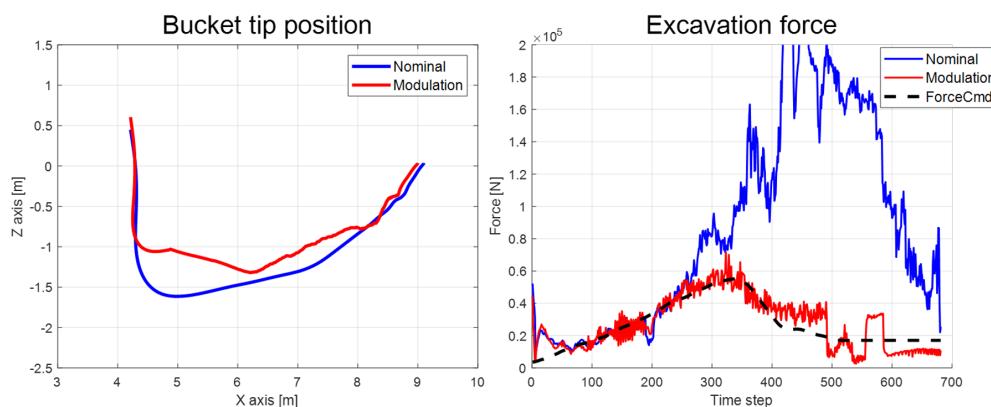 Bucket tip position
1.5
1
0.5
0
-0.5
-1
-1.5
-2
-2.5
Z axis [m]
3 4 5 6 7 8 9 10
X axis [m]
Nominal
Modulation
Excavation force
×10⁵
2
1.8
1.6
1.4
1.2
1
0.8
0.6
0.4
0.2
0
Force [N]
0 100 200 300 400 500 600 700
Time step
Nominal
Modulation
ForceCmd